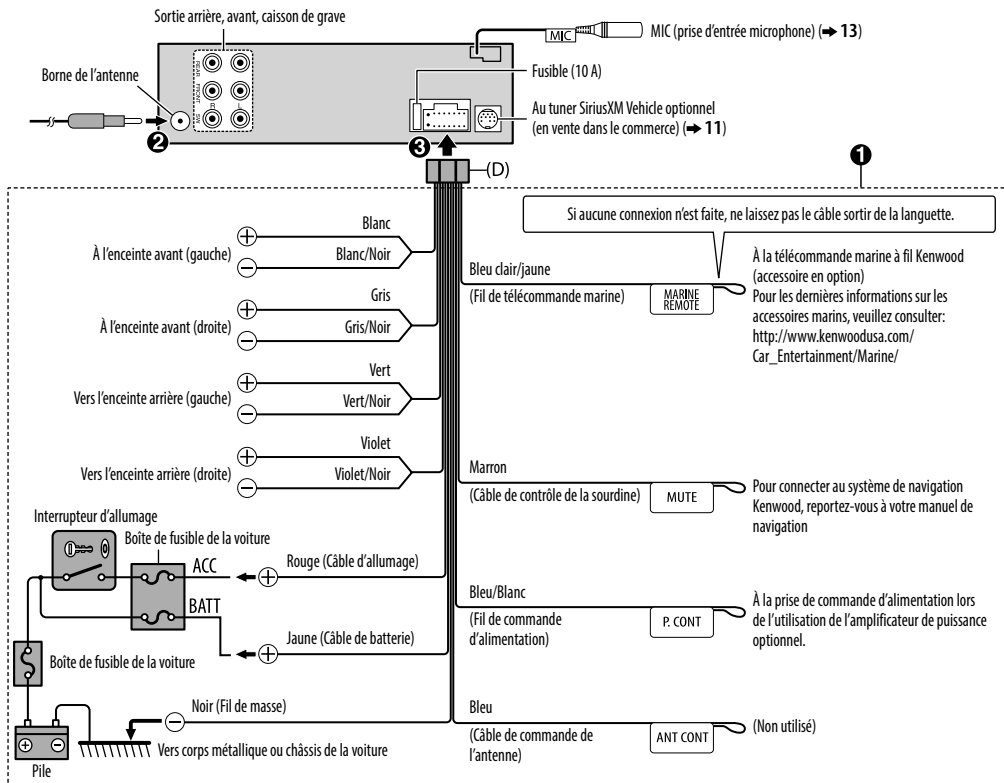 Sortie arrière, avant, caisson de grave
MIC
MIC (prise d'entrée microphone) (➜ 13)
Borne de l'antenne
REAR
FRONT
SW
R
L
Fusible (10 A)
Au tuner SiriusXM Vehicle optionnel
(en vente dans le commerce) (➜ 11)
❷
❸
(D)
❶
Si aucune connexion n'est faite, ne laissez pas le câble sortir de la languette.
Blanc
À l'enceinte avant (gauche)
Blanc/Noir
Gris
À l'enceinte avant (droite)
Gris/Noir
Vert
Vers l'enceinte arrière (gauche)
Vert/Noir
Violet
Vers l'enceinte arrière (droite)
Violet/Noir
Bleu clair/jaune
(Fil de télécommande marine)
MARINE
REMOTE
À la télécommande marine à fil Kenwood
(accessoire en option)
Pour les dernières informations sur les
accessoires marins, veuillez consulter:
http://www.kenwoodusa.com/
Car_Entertainment/Marine/
Marron
(Câble de contrôle de la sourdine)
MUTE
Pour connecter au système de navigation
Kenwood, reportez-vous à votre manuel de
navigation
Interrupteur d'allumage
Boîte de fusible de la voiture
ACC
Rouge (Câble d'allumage)
BATT
Jaune (Câble de batterie)
Boîte de fusible de la voiture
Bleu/Blanc
(Fil de commande
d'alimentation)
P. CONT
À la prise de commande d'alimentation lors
de l'utilisation de l'amplificateur de puissance
optionnel.
Noir (Fil de masse)
Vers corps métallique ou châssis de la voiture
Pile
Bleu
(Câble de commande de
l'antenne)
ANT CONT
(Non utilisé)